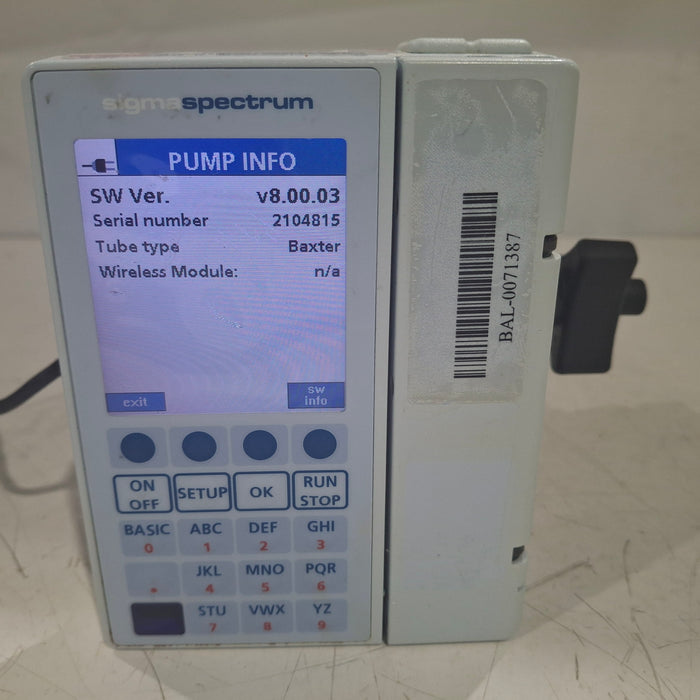 sigmaspectrum
PUMP INFO
SW Ver. v8.00.03
Serial number 2104815
Tube type Baxter
Wireless Module: n/a
exit
sw
info
BAL-0071387
ON
OFF
SETUP
OK
RUN
STOP
BASIC ABC DEF GHI
0 1 2 3
JKL MNO PQR
. 4 5 6
STU VWX YZ
7 8 9